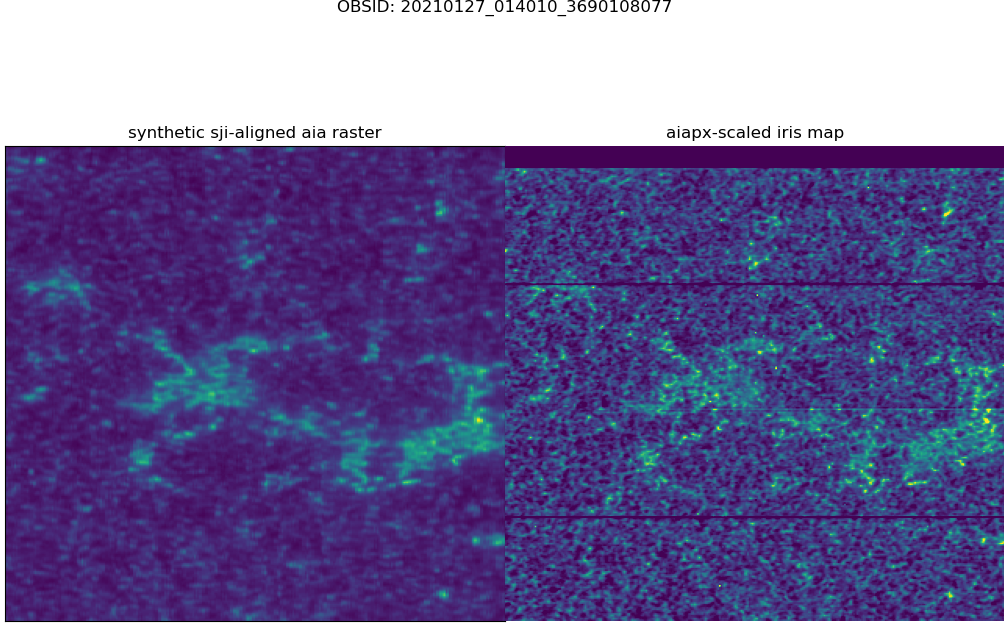 OBSID: 20210127_014010_3690108077
synthetic sji-aligned aia raster
aiapx-scaled iris map